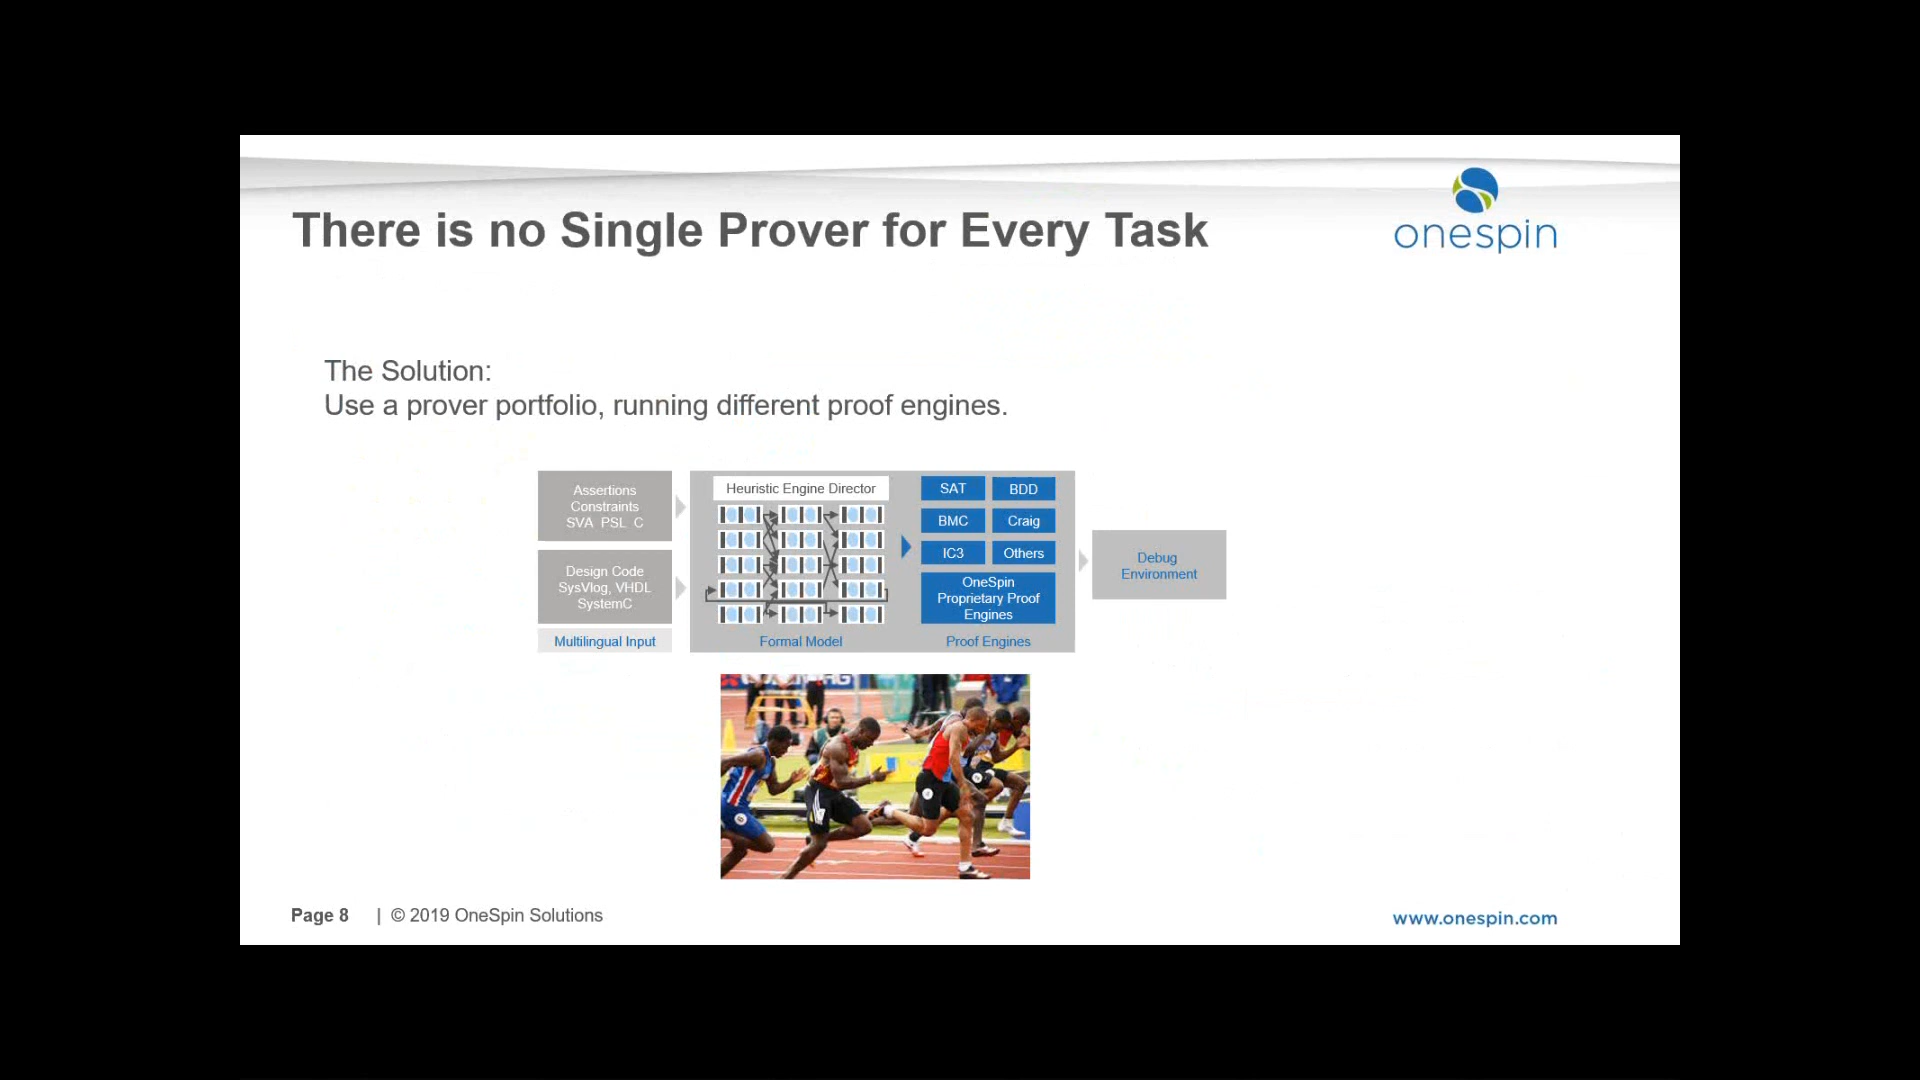 onespin
There is no Single Prover for Every Task
The Solution:
Use a prover portfolio, running different proof engines.
Assertions
Constraints
SVA PSL C
Design Code
SysVlog, VHDL
SystemC
Multilingual Input
Heuristic Engine Director
Formal Model
SAT
BDD
BMC
Craig
IC3
Others
OneSpin
Proprietary Proof
Engines
Proof Engines
Debug
Environment
Page 8 | © 2019 OneSpin Solutions
www.onespin.com